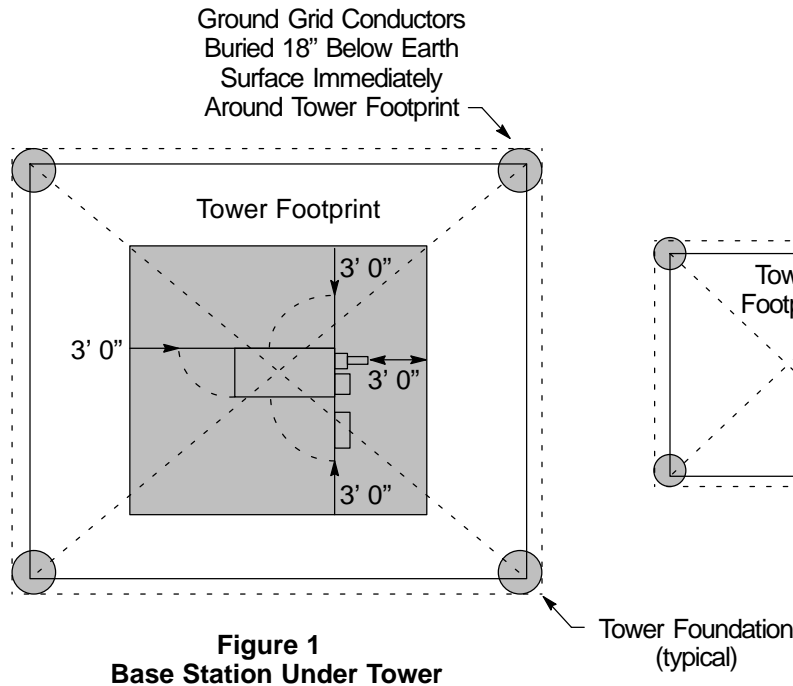 Ground Grid Conductors
Buried 18” Below Earth
Surface Immediately
Around Tower Footprint
Tower Footprint
3’ 0”
3’ 0”
3’ 0”
3’ 0”
Tower Foundation
(typical)
Figure 1
Base Station Under Tower